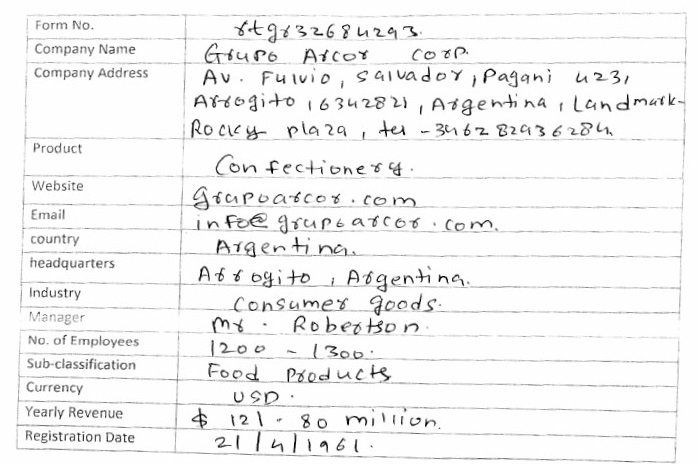 Form No. rtgr32684293.
Company Name Grupo Arcor corp.
Company Address Av. Fulvio, Salvador, Pagani 423,
Arrogito 16342821, Argentina, Landmark-
Rocky plaza, tel -346282936284
Product Confectionery.
Website grupoarcor.com
Email info@grupoarcor.com.
country Argentina.
headquarters Arrogito, Argentina.
Industry Consumer goods.
Manager Mr. Robertson.
No. of Employees 1200 - 1300.
Sub-classification Food Products
Currency USD.
Yearly Revenue $ 121.80 million.
Registration Date 21/4/1961.